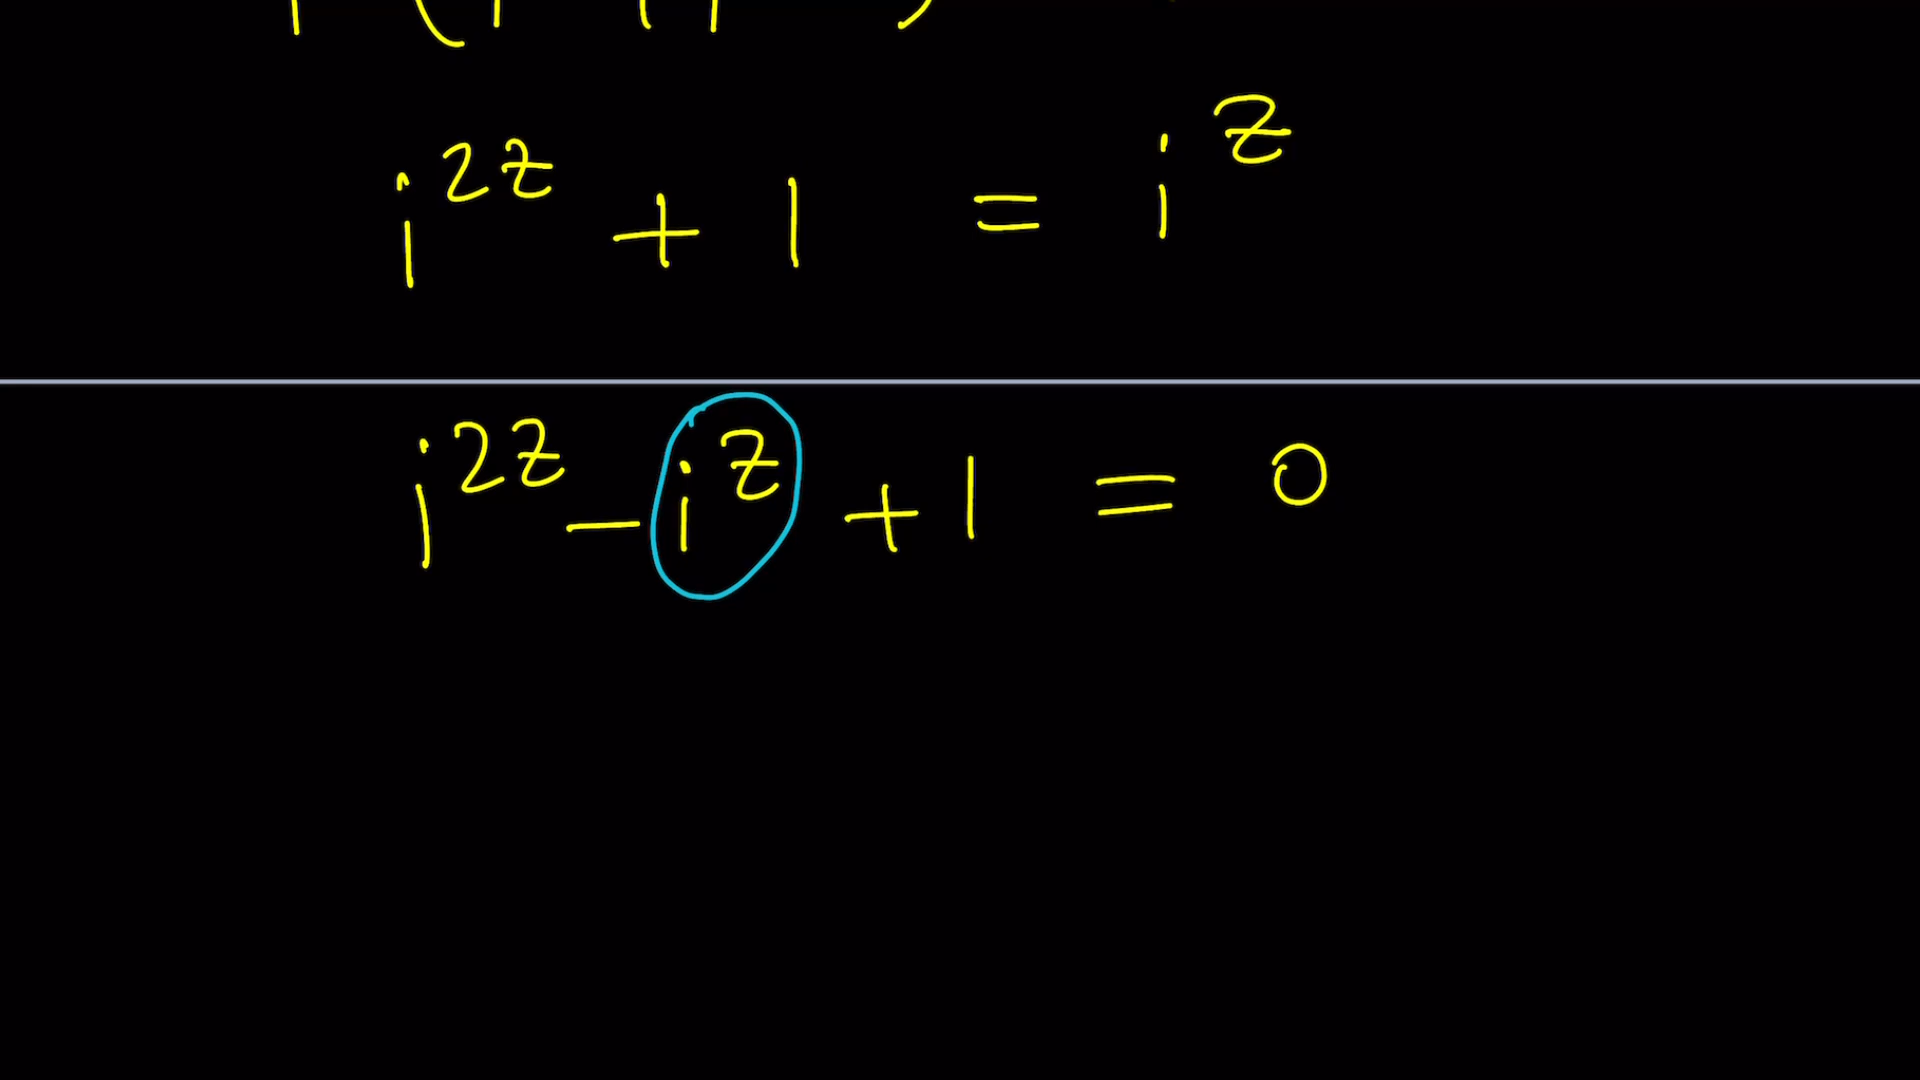 i^{2z} + 1 = i^z
i^{2z} - i^z + 1 = 0